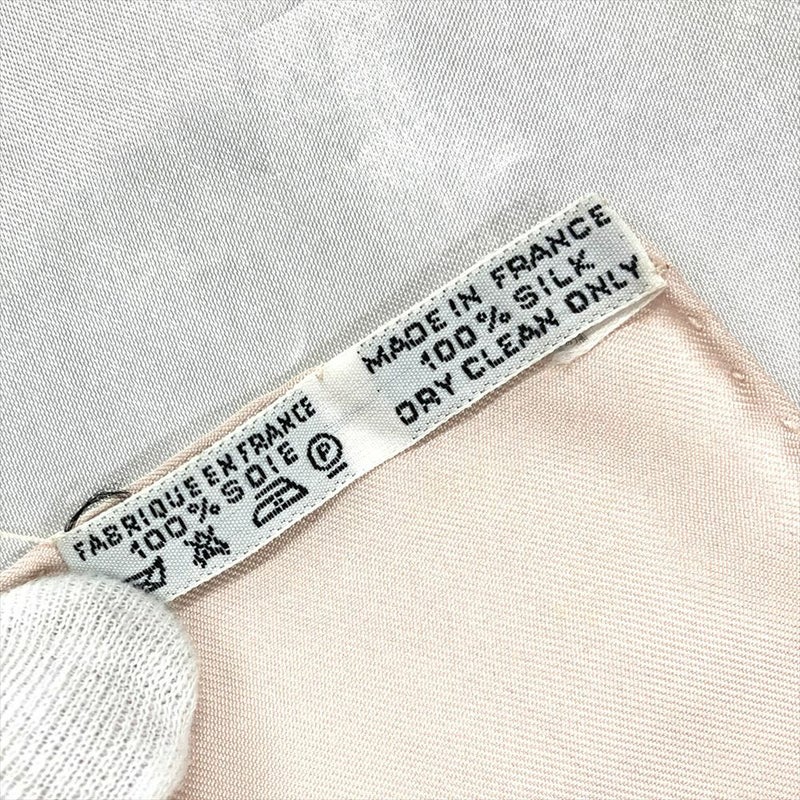 FABRIQUE EN FRANCE
100% SOIE
P
MADE IN FRANCE
100% SILK
DRY CLEAN ONLY